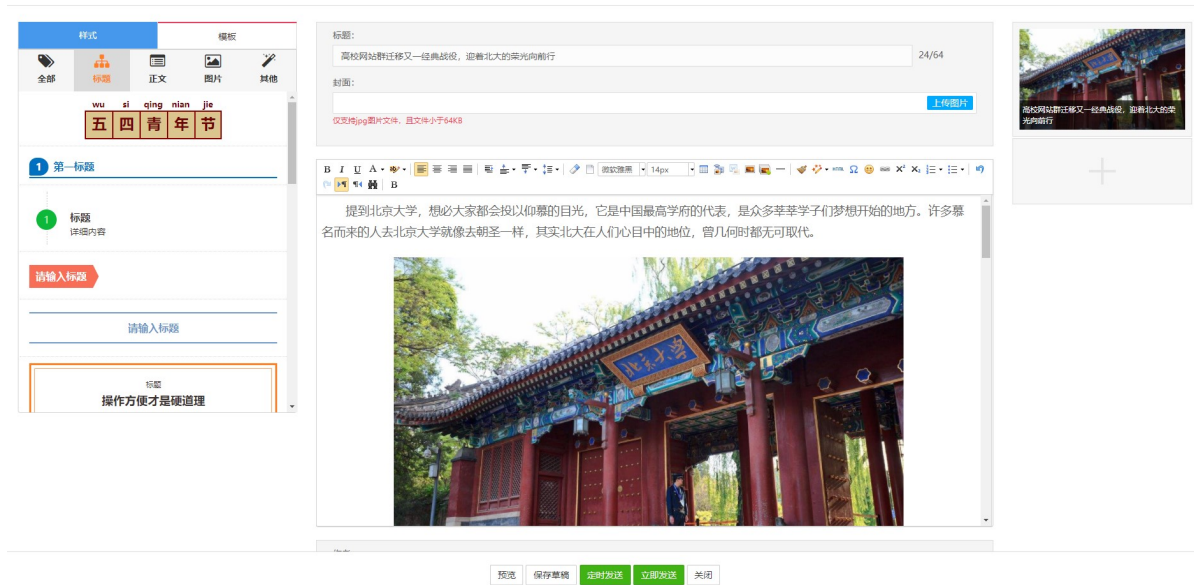 样式
模板
全部
标题
正文
图片
其他
wu si qing nian jie
五四青年节
1 第一标题
1
标题
详细内容
请输入标题
请输入标题
标题
操作方便才是硬道理
标题:
高校网站群迁移又一经典战役，迎着北大的荣光向前行
24/64
封面:
上传图片
仅支持jpg图片文件、且文件小于64KB
微软雅黑
14px
提到北京大学，想必大家都会投以仰慕的目光，它是中国最高学府的代表，是众多莘莘学子们梦想开始的地方。许多慕
名而来的人去北京大学就像去朝圣一样，其实北大在人们心目中的地位，曾几何时都无可取代。
北京大学
高校网站群迁移又一经典战役，迎着北大的荣
光向前行
预览
保存草稿
定时发送
立即发送
关闭